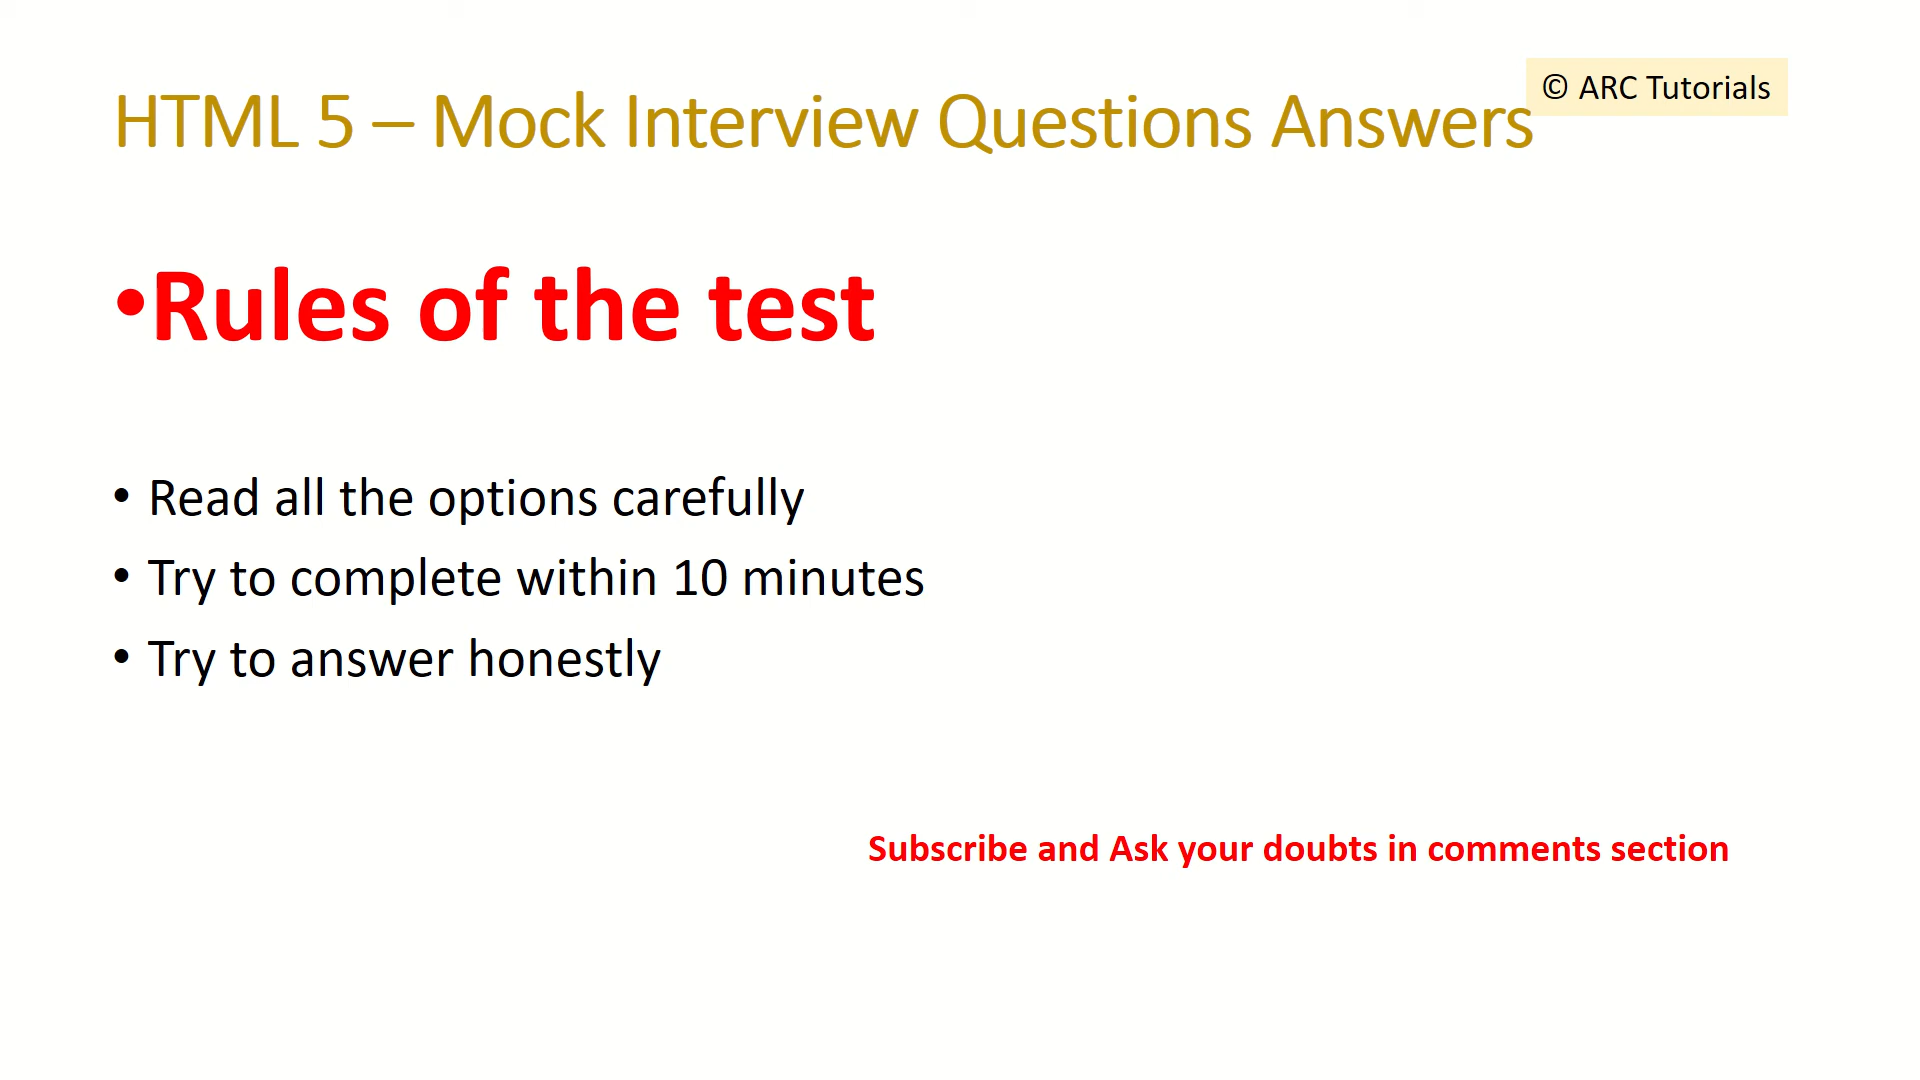 © ARC Tutorials
HTML 5 – Mock Interview Questions Answers
•Rules of the test
• Read all the options carefully
• Try to complete within 10 minutes
• Try to answer honestly
Subscribe and Ask your doubts in comments section